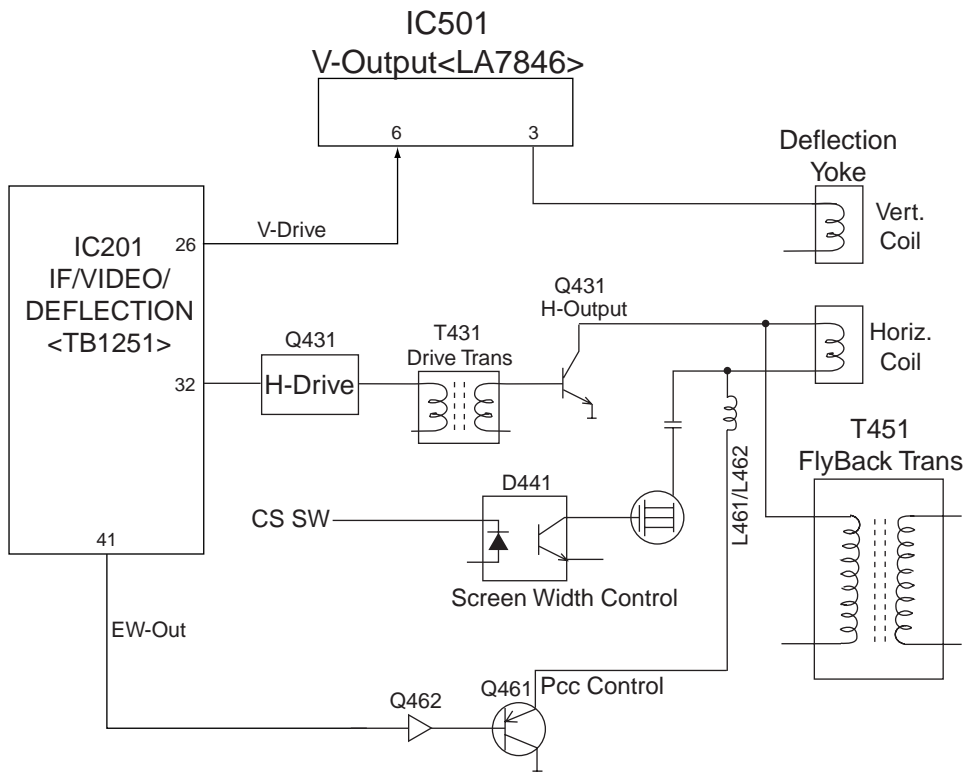 IC501
V-Output<LA7846>
6
3
Deflection
Yoke
Vert.
Coil
IC201
IF/VIDEO/
DEFLECTION
<TB1251>
26
V-Drive
Q431
H-Output
Horiz.
Coil
32
Q431
H-Drive
T431
Drive Trans
T451
FlyBack Trans
L461/L462
D441
CS SW
Screen Width Control
41
EW-Out
Q462
Q461
Pcc Control